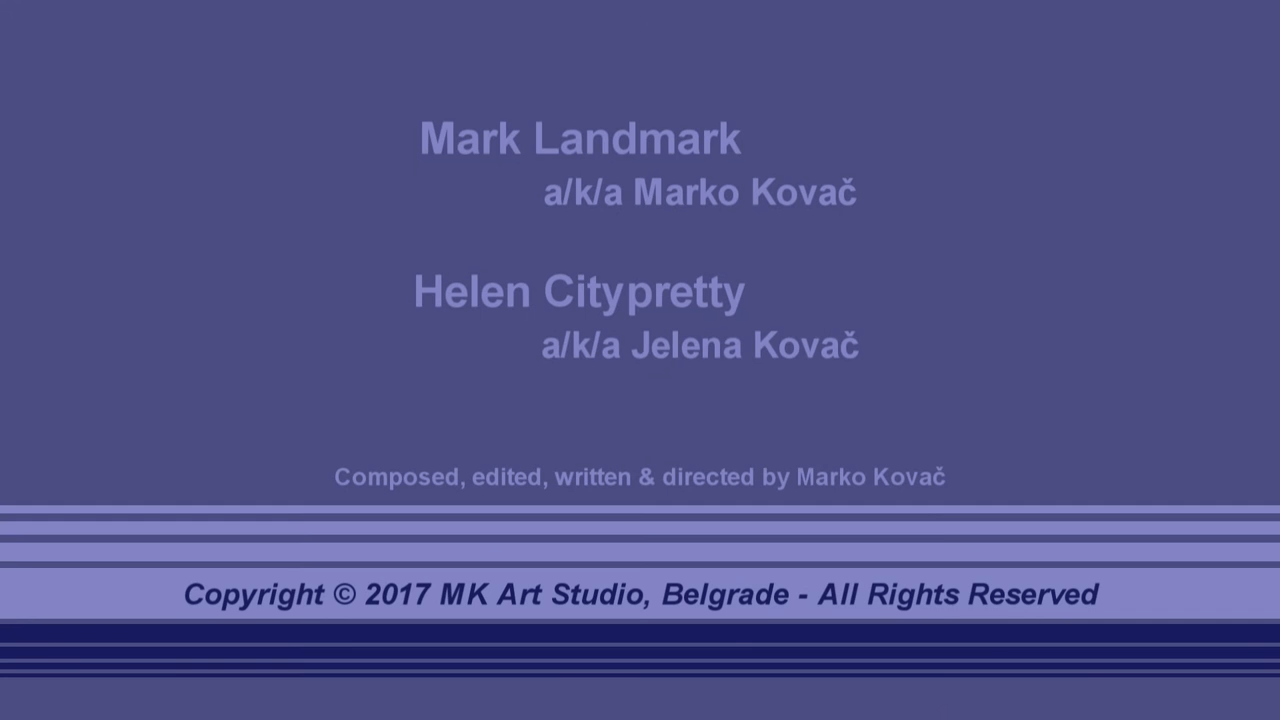 Mark Landmark
a/k/a Marko Kovač
Helen Citypretty
a/k/a Jelena Kovač
Composed, edited, written & directed by Marko Kovač
Copyright © 2017 MK Art Studio, Belgrade - All Rights Reserved